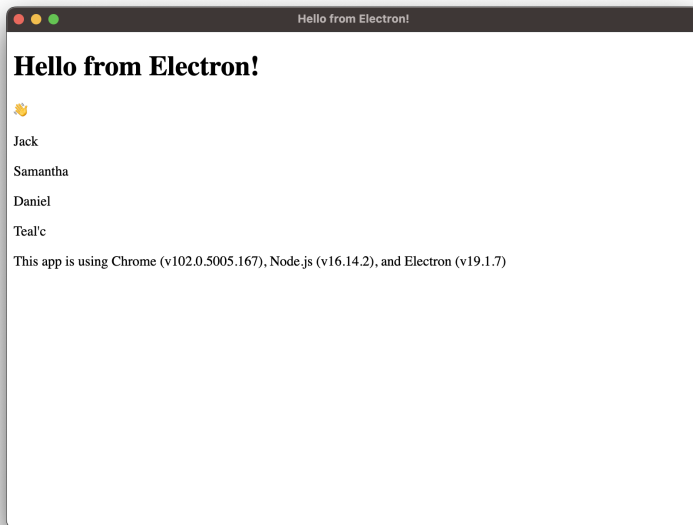 Hello from Electron!
Hello from Electron!
👋
Jack
Samantha
Daniel
Teal'c
This app is using Chrome (v102.0.5005.167), Node.js (v16.14.2), and Electron (v19.1.7)